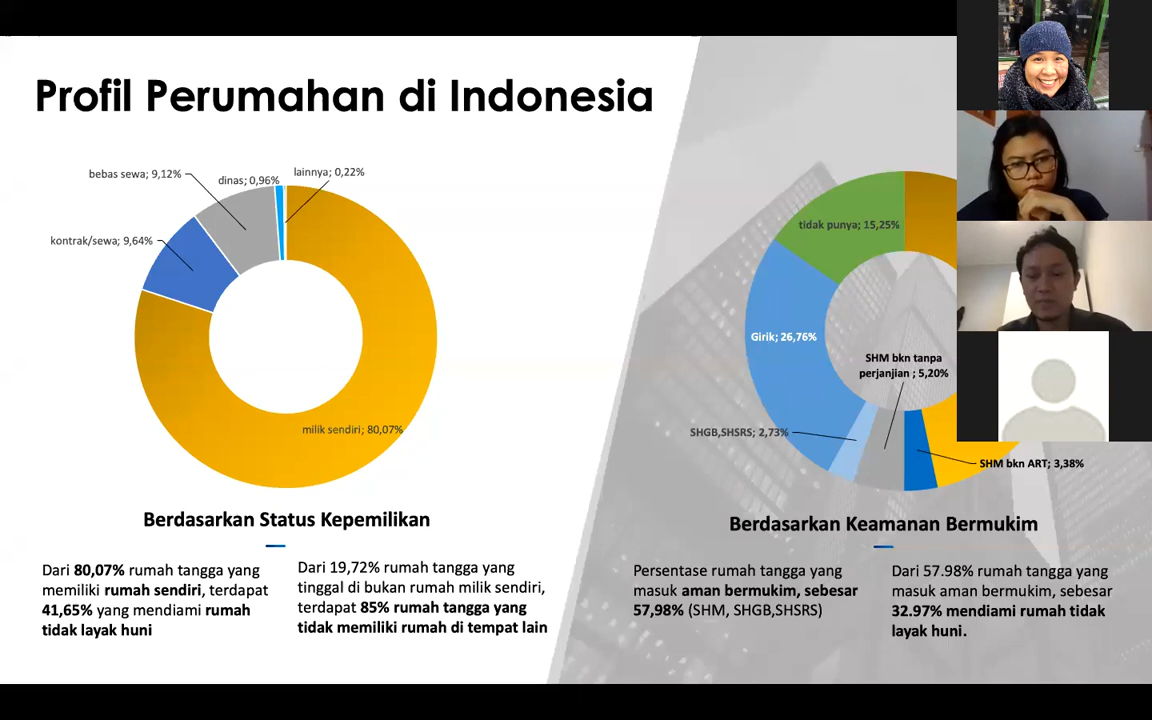 Profil Perumahan di Indonesia
bebas sewa; 9,12%
dinas; 0,96%
lainnya; 0,22%
kontrak/sewa; 9,64%
milik sendiri; 80,07%
Berdasarkan Status Kepemilikan
Dari 80,07% rumah tangga yang
memiliki rumah sendiri, terdapat
41,65% yang mendiami rumah
tidak layak huni
Dari 19,72% rumah tangga yang
tinggal di bukan rumah milik sendiri,
terdapat 85% rumah tangga yang
tidak memiliki rumah di tempat lain
tidak punya; 15,25%
Girik; 26,76%
SHM bkn tanpa
perjanjian ; 5,20%
SHGB,SHSRS; 2,73%
SHM bkn ART; 3,38%
Berdasarkan Keamanan Bermukim
Persentase rumah tangga yang
masuk aman bermukim, sebesar
57,98% (SHM, SHGB,SHSRS)
Dari 57.98% rumah tangga yang
masuk aman bermukim, sebesar
32.97% mendiami rumah tidak
layak huni.